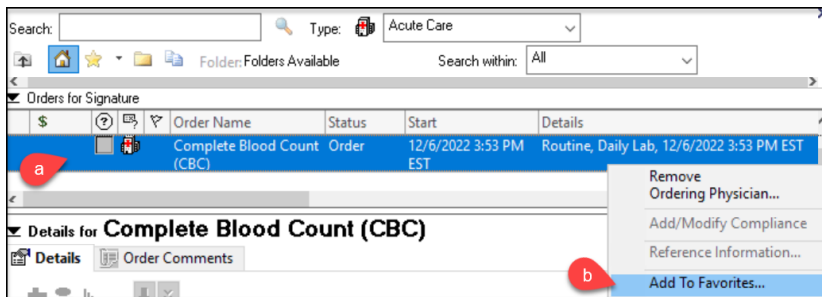 Search: Type: Acute Care
Folder: Folders Available Search within: All
Orders for Signature
$ Order Name Status Start Details
Complete Blood Count (CBC) Order 12/6/2022 3:53 PM EST Routine, Daily Lab, 12/6/2022 3:53 PM EST
a
Remove
Ordering Physician...
Add/Modify Compliance
Reference Information...
Add To Favorites...
b
Details for Complete Blood Count (CBC)
Details Order Comments